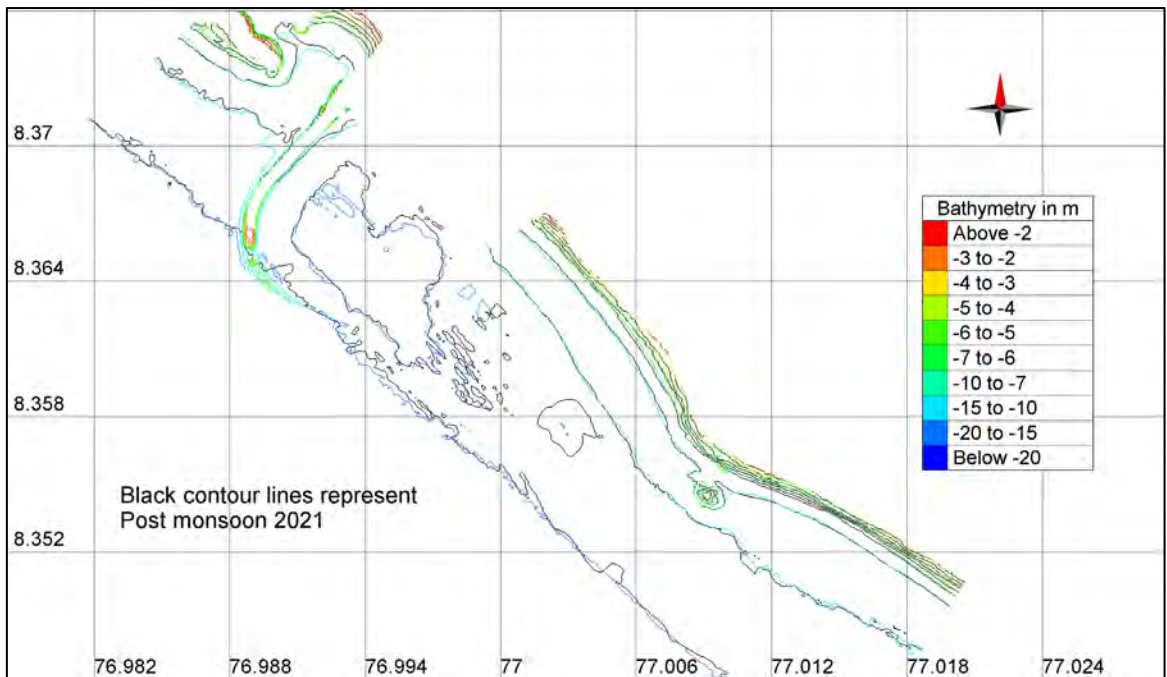 8.37
8.364
8.358
8.352
Bathymetry in m
Above -2
-3 to -2
-4 to -3
-5 to -4
-6 to -5
-7 to -6
-10 to -7
-15 to -10
-20 to -15
Below -20
Black contour lines represent
Post monsoon 2021
76.982 76.988 76.994 77 77.006 77.012 77.018 77.024